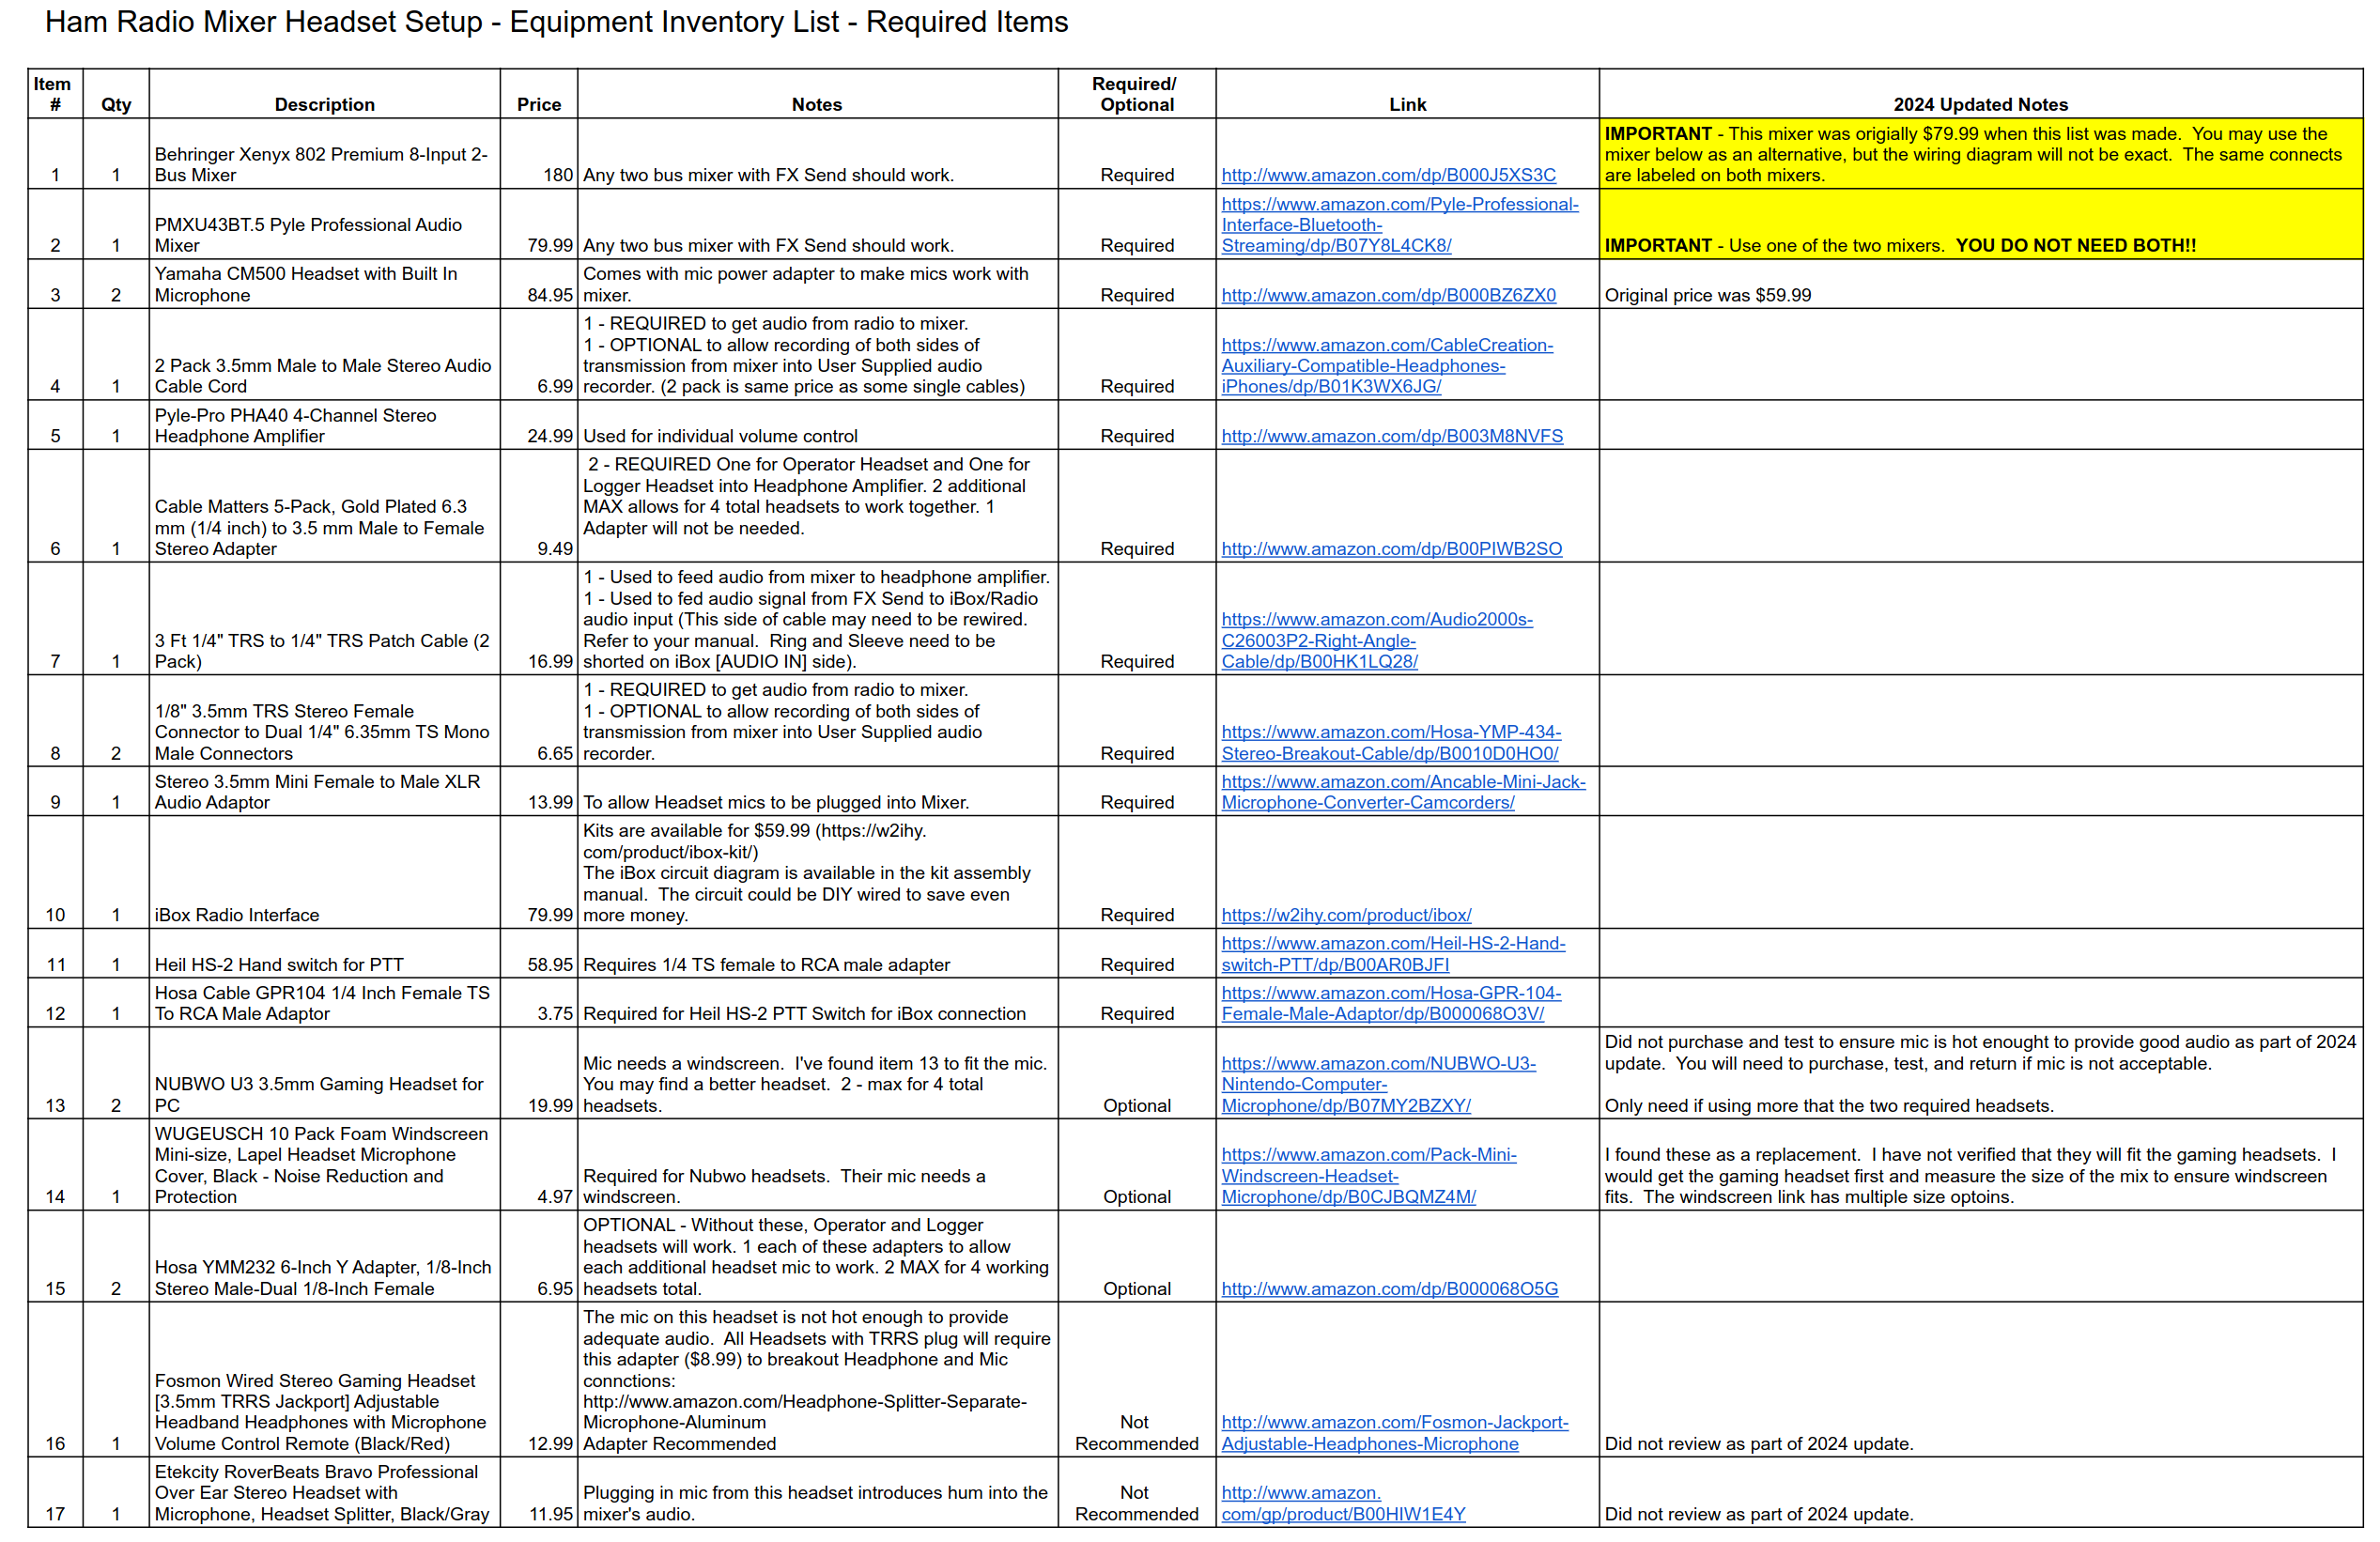 Ham Radio Mixer Headset Setup - Equipment Inventory List - Required Items
Item
#
Qty
Description
Price
Notes
Required/
Optional
Link
2024 Updated Notes
1
1
Behringer Xenyx 802 Premium 8-Input 2-
Bus Mixer
180
Any two bus mixer with FX Send should work.
Required
http://www.amazon.com/dp/B000J5XS3C
IMPORTANT - This mixer was origially $79.99 when this list was made.  You may use the
mixer below as an alternative, but the wiring diagram will not be exact.  The same connects
are labeled on both mixers.
2
1
PMXU43BT.5 Pyle Professional Audio
Mixer
79.99
Any two bus mixer with FX Send should work.
Required
https://www.amazon.com/Pyle-Professional-
Interface-Bluetooth-
Streaming/dp/B07Y8L4CK8/
IMPORTANT - Use one of the two mixers.  YOU DO NOT NEED BOTH!!
3
2
Yamaha CM500 Headset with Built In
Microphone
84.95
Comes with mic power adapter to make mics work with
mixer.
Required
http://www.amazon.com/dp/B000BZ6ZX0
Original price was $59.99
4
1
2 Pack 3.5mm Male to Male Stereo Audio
Cable Cord
6.99
1 - REQUIRED to get audio from radio to mixer.
1 - OPTIONAL to allow recording of both sides of
transmission from mixer into User Supplied audio
recorder. (2 pack is same price as some single cables)
Required
https://www.amazon.com/CableCreation-
Auxiliary-Compatible-Headphones-
iPhones/dp/B01K3WX6JG/
5
1
Pyle-Pro PHA40 4-Channel Stereo
Headphone Amplifier
24.99
Used for individual volume control
Required
http://www.amazon.com/dp/B003M8NVFS
6
1
Cable Matters 5-Pack, Gold Plated 6.3
mm (1/4 inch) to 3.5 mm Male to Female
Stereo Adapter
9.49
2 - REQUIRED One for Operator Headset and One for
Logger Headset into Headphone Amplifier. 2 additional
MAX allows for 4 total headsets to work together. 1
Adapter will not be needed.
Required
http://www.amazon.com/dp/B00PIWB2SO
7
1
3 Ft 1/4" TRS to 1/4" TRS Patch Cable (2
Pack)
16.99
1 - Used to feed audio from mixer to headphone amplifier.
1 - Used to fed audio signal from FX Send to iBox/Radio
audio input (This side of cable may need to be rewired.
Refer to your manual.  Ring and Sleeve need to be
shorted on iBox [AUDIO IN] side).
Required
https://www.amazon.com/Audio2000s-
C26003P2-Right-Angle-
Cable/dp/B00HK1LQ28/
8
2
1/8" 3.5mm TRS Stereo Female
Connector to Dual 1/4" 6.35mm TS Mono
Male Connectors
6.65
1 - REQUIRED to get audio from radio to mixer.
1 - OPTIONAL to allow recording of both sides of
transmission from mixer into User Supplied audio
recorder.
Required
https://www.amazon.com/Hosa-YMP-434-
Stereo-Breakout-Cable/dp/B0010D0HO0/
9
1
Stereo 3.5mm Mini Female to Male XLR
Audio Adaptor
13.99
To allow Headset mics to be plugged into Mixer.
Required
https://www.amazon.com/Ancable-Mini-Jack-
Microphone-Converter-Camcorders/
10
1
iBox Radio Interface
79.99
Kits are available for $59.99 (https://w2ihy.
com/product/ibox-kit/)
The iBox circuit diagram is available in the kit assembly
manual.  The circuit could be DIY wired to save even
more money.
Required
https://w2ihy.com/product/ibox/
11
1
Heil HS-2 Hand switch for PTT
58.95
Requires 1/4 TS female to RCA male adapter
Required
https://www.amazon.com/Heil-HS-2-Hand-
switch-PTT/dp/B00AR0BJFI
12
1
Hosa Cable GPR104 1/4 Inch Female TS
To RCA Male Adaptor
3.75
Required for Heil HS-2 PTT Switch for iBox connection
Required
https://www.amazon.com/Hosa-GPR-104-
Female-Male-Adaptor/dp/B000068O3V/
13
2
NUBWO U3 3.5mm Gaming Headset for
PC
19.99
Mic needs a windscreen.  I've found item 13 to fit the mic.
You may find a better headset.  2 - max for 4 total
headsets.
Optional
https://www.amazon.com/NUBWO-U3-
Nintendo-Computer-
Microphone/dp/B07MY2BZXY/
Did not purchase and test to ensure mic is hot enought to provide good audio as part of 2024
update.  You will need to purchase, test, and return if mic is not acceptable.
Only need if using more that the two required headsets.
14
1
WUGEUSCH 10 Pack Foam Windscreen
Mini-size, Lapel Headset Microphone
Cover, Black - Noise Reduction and
Protection
4.97
Required for Nubwo headsets.  Their mic needs a
windscreen.
Optional
https://www.amazon.com/Pack-Mini-
Windscreen-Headset-
Microphone/dp/B0CJBQMZ4M/
I found these as a replacement.  I have not verified that they will fit the gaming headsets.  I
would get the gaming headset first and measure the size of the mix to ensure windscreen
fits.  The windscreen link has multiple size optoins.
15
2
Hosa YMM232 6-Inch Y Adapter, 1/8-Inch
Stereo Male-Dual 1/8-Inch Female
6.95
OPTIONAL - Without these, Operator and Logger
headsets will work. 1 each of these adapters to allow
each additional headset mic to work. 2 MAX for 4 working
headsets total.
Optional
http://www.amazon.com/dp/B000068O5G
16
1
Fosmon Wired Stereo Gaming Headset
[3.5mm TRRS Jackport] Adjustable
Headband Headphones with Microphone
Volume Control Remote (Black/Red)
12.99
The mic on this headset is not hot enough to provide
adequate audio.  All Headsets with TRRS plug will require
this adapter ($8.99) to breakout Headphone and Mic
connctions:
http://www.amazon.com/Headphone-Splitter-Separate-
Microphone-Aluminum
Adapter Recommended
Not
Recommended
http://www.amazon.com/Fosmon-Jackport-
Adjustable-Headphones-Microphone
Did not review as part of 2024 update.
17
1
Etekcity RoverBeats Bravo Professional
Over Ear Stereo Headset with
Microphone, Headset Splitter, Black/Gray
11.95
Plugging in mic from this headset introduces hum into the
mixer's audio.
Not
Recommended
http://www.amazon.
com/gp/product/B00HIW1E4Y
Did not review as part of 2024 update.